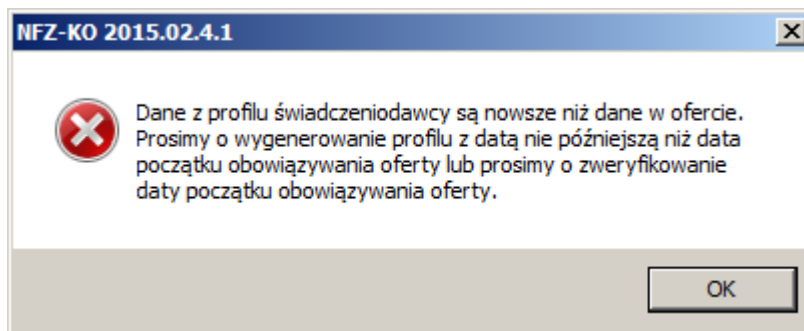 NFZ-KO 2015.02.4.1
Dane z profilu świadczeniodawcy są nowsze niż dane w ofercie.
Prosimy o wygenerowanie profilu z datą nie późniejszą niż data
początku obowiązywania oferty lub prosimy o zweryfikowanie
daty początku obowiązywania oferty.
OK